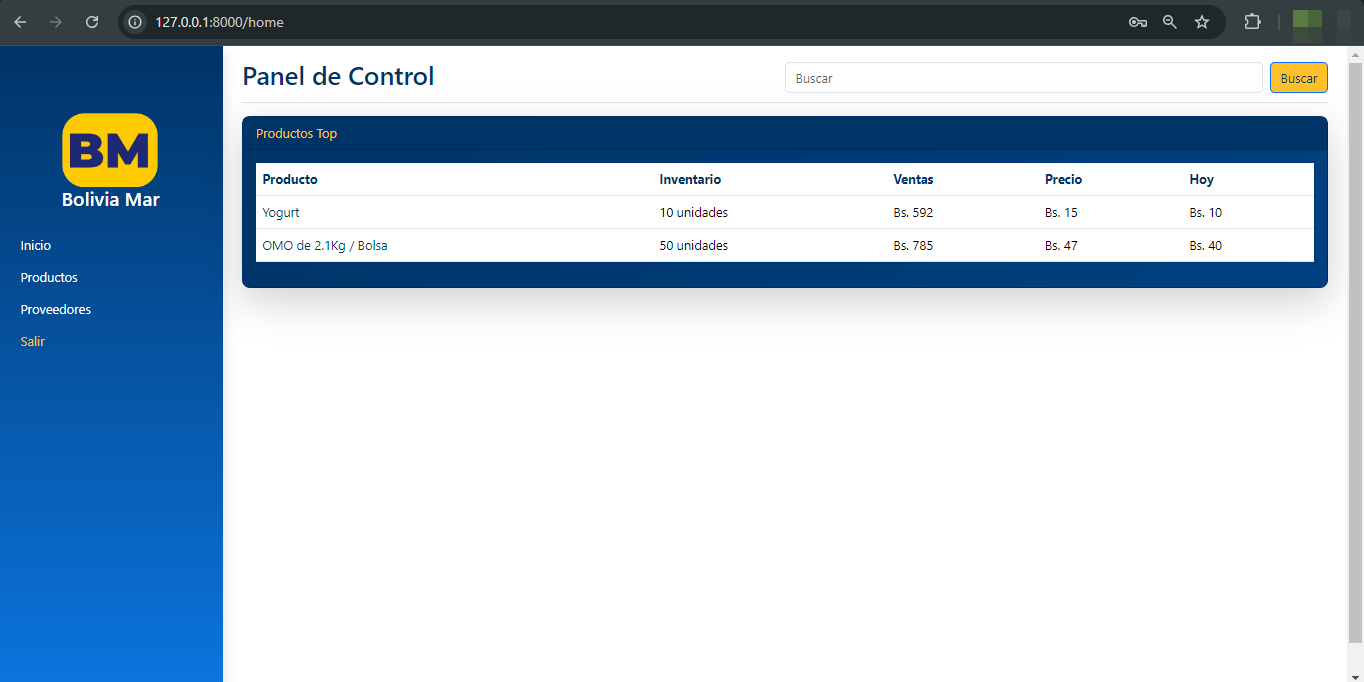 127.0.0.1:8000/home
Panel de Control
Buscar
Buscar
BM
Bolivia Mar
Inicio
Productos
Proveedores
Salir
Productos Top
Producto Inventario Ventas Precio Hoy
Yogurt 10 unidades Bs. 592 Bs. 15 Bs. 10
OMO de 2.1Kg / Bolsa 50 unidades Bs. 785 Bs. 47 Bs. 40